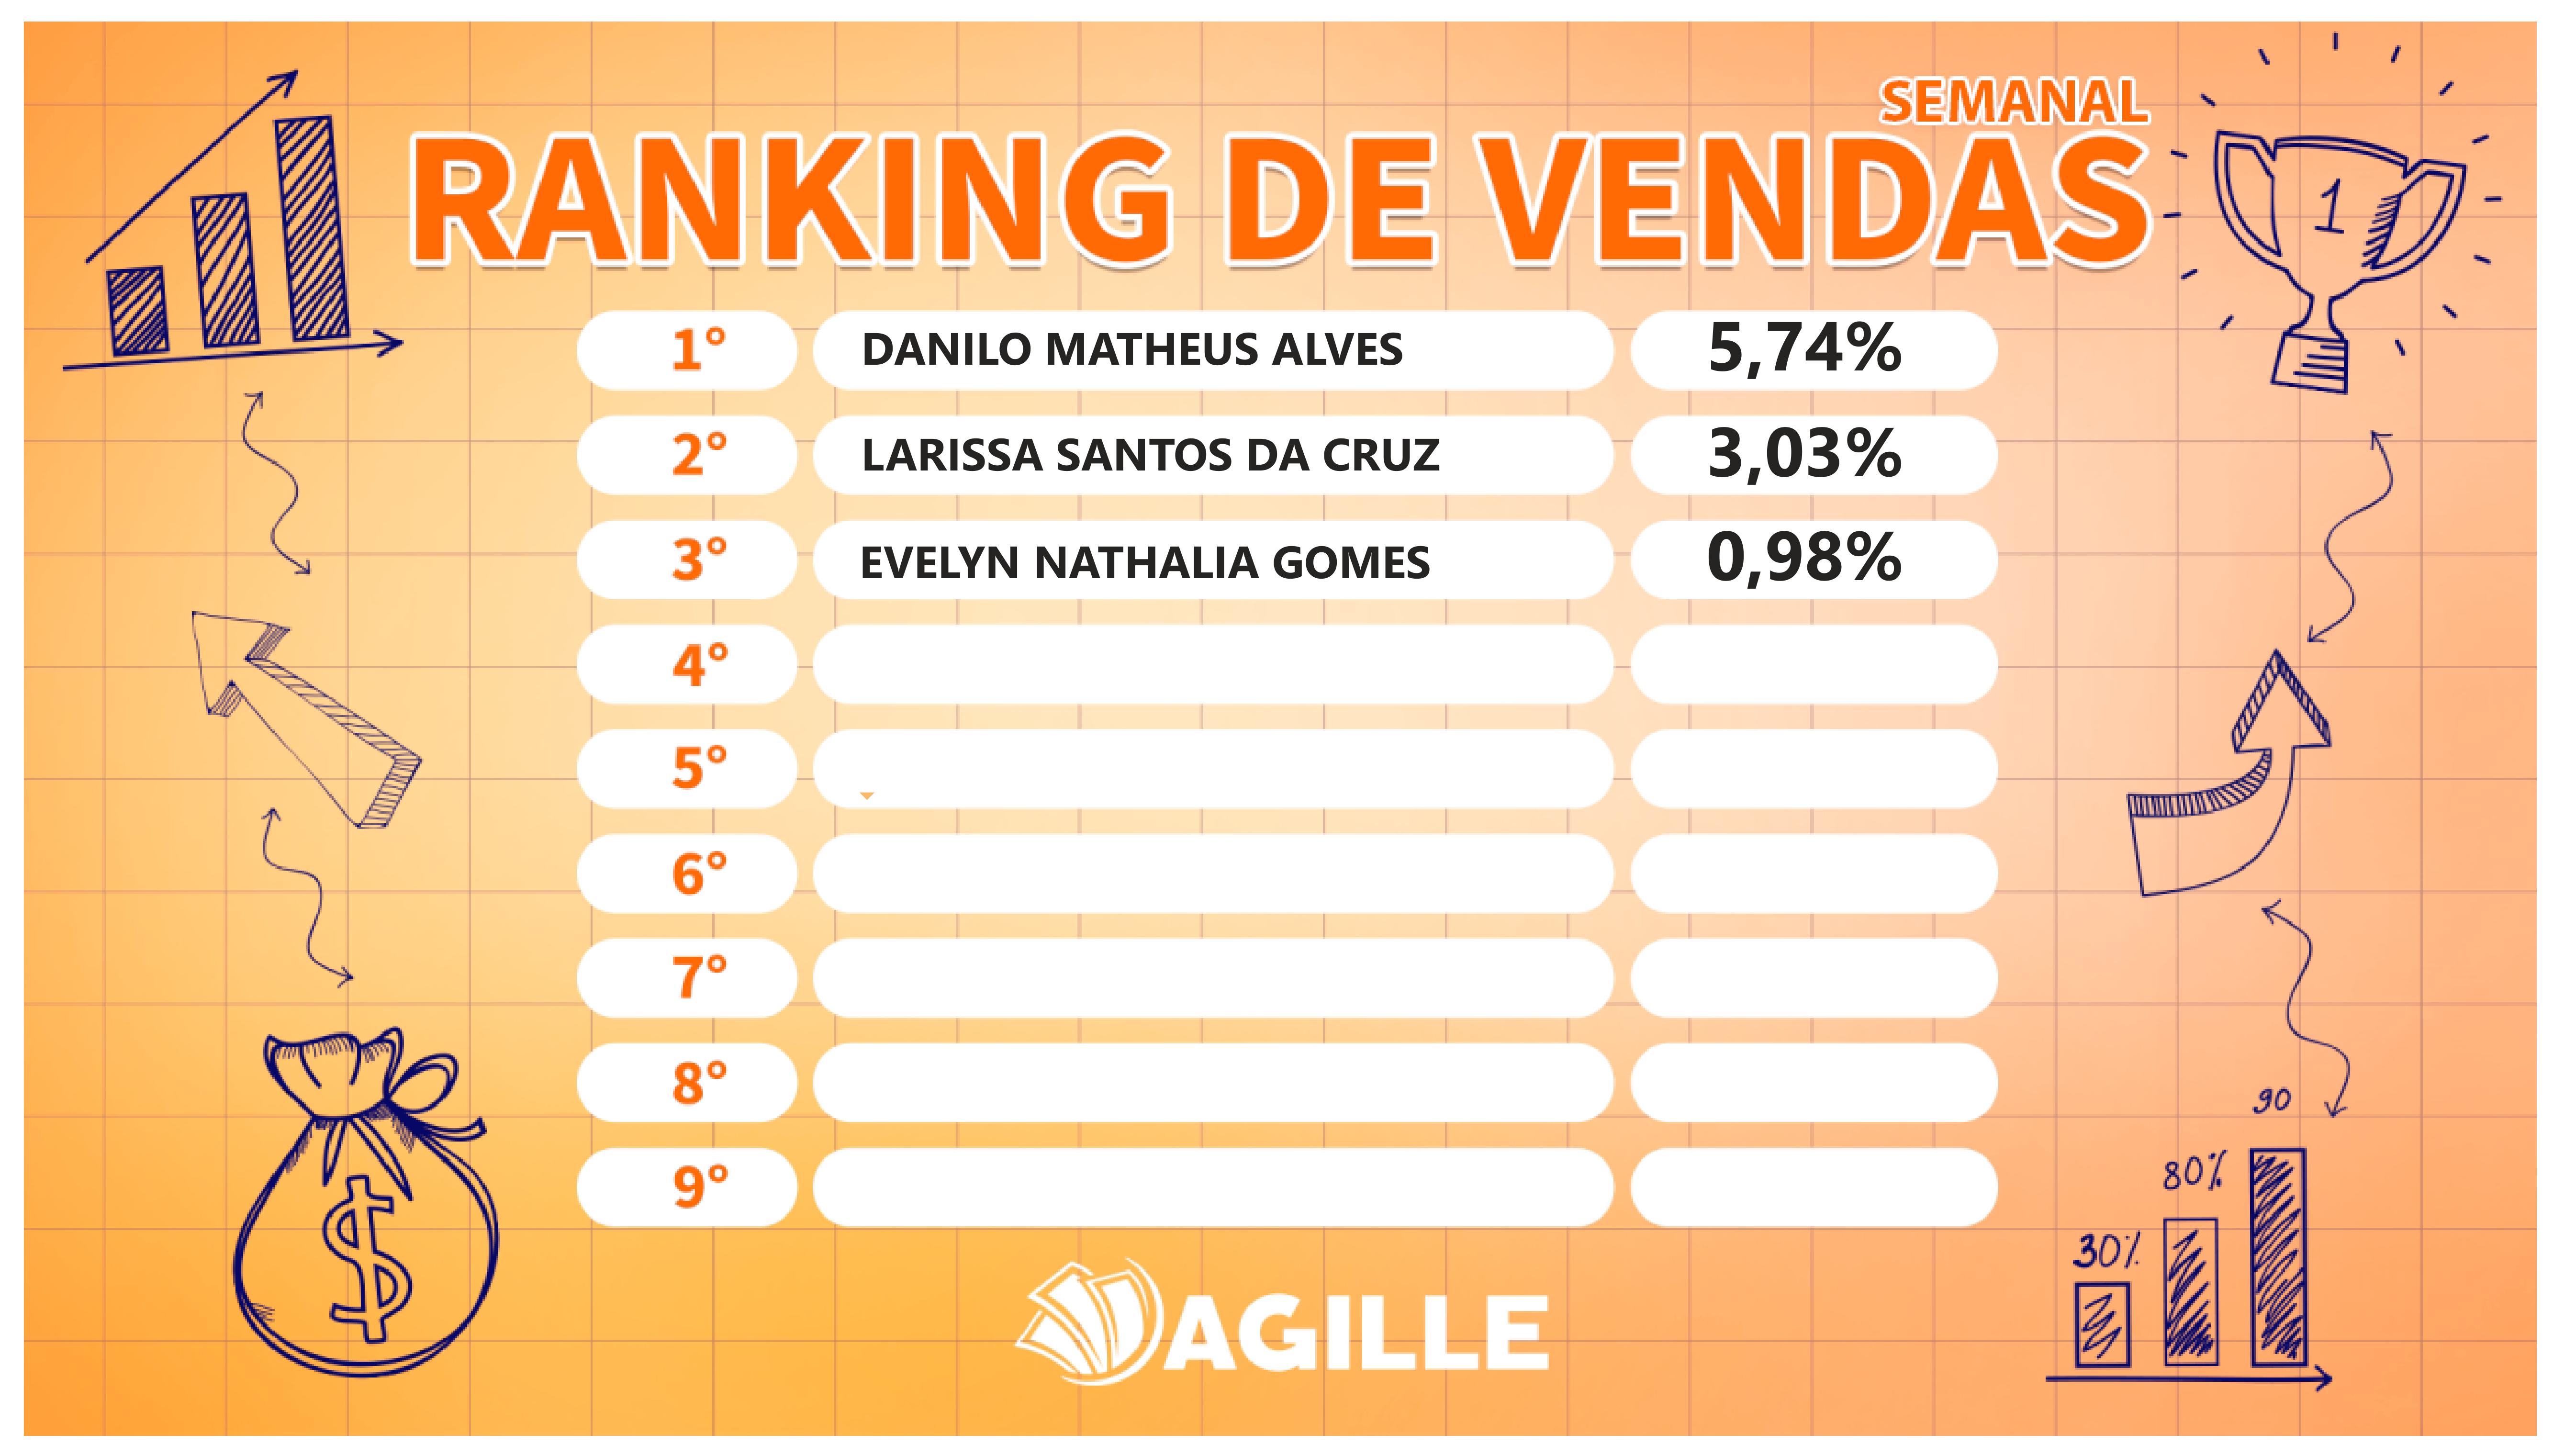 SEMANAL
RANKING DE VENDAS
1
1° DANILO MATHEUS ALVES 5,74%
2° LARISSA SANTOS DA CRUZ 3,03%
3° EVELYN NATHALIA GOMES 0,98%
4°
5°
6°
7°
8°
9°
$
30% 80% 90
AGILLE